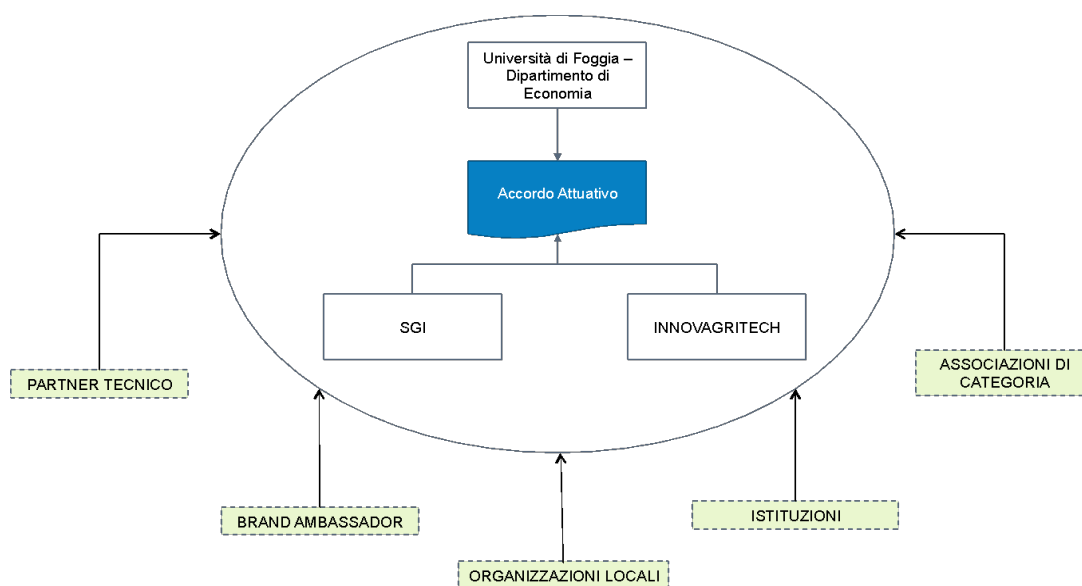 Università di Foggia –
Dipartimento di
Economia
Accordo Attuativo
SGI
INNOVAGRITECH
PARTNER TECNICO
ASSOCIAZIONI DI
CATEGORIA
BRAND AMBASSADOR
ISTITUZIONI
ORGANIZZAZIONI LOCALI